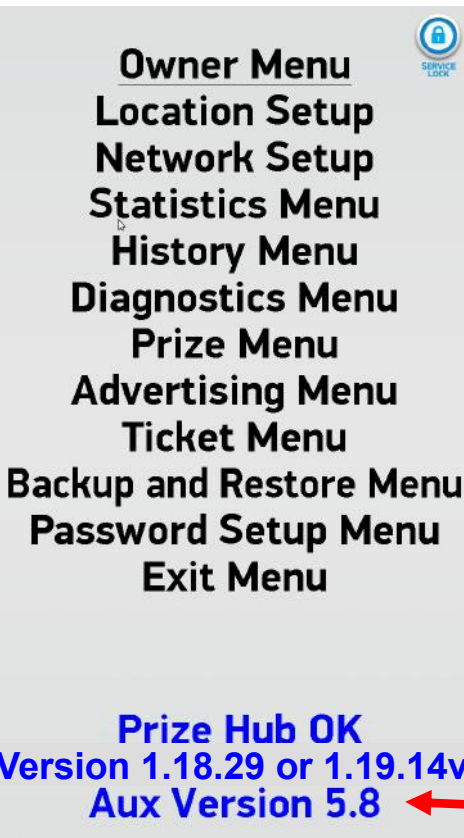 SERVICE
LOCK
Owner Menu
Location Setup
Network Setup
Statistics Menu
History Menu
Diagnostics Menu
Prize Menu
Advertising Menu
Ticket Menu
Backup and Restore Menu
Password Setup Menu
Exit Menu
Prize Hub OK
Version 1.18.29 or 1.19.14v
Aux Version 5.8